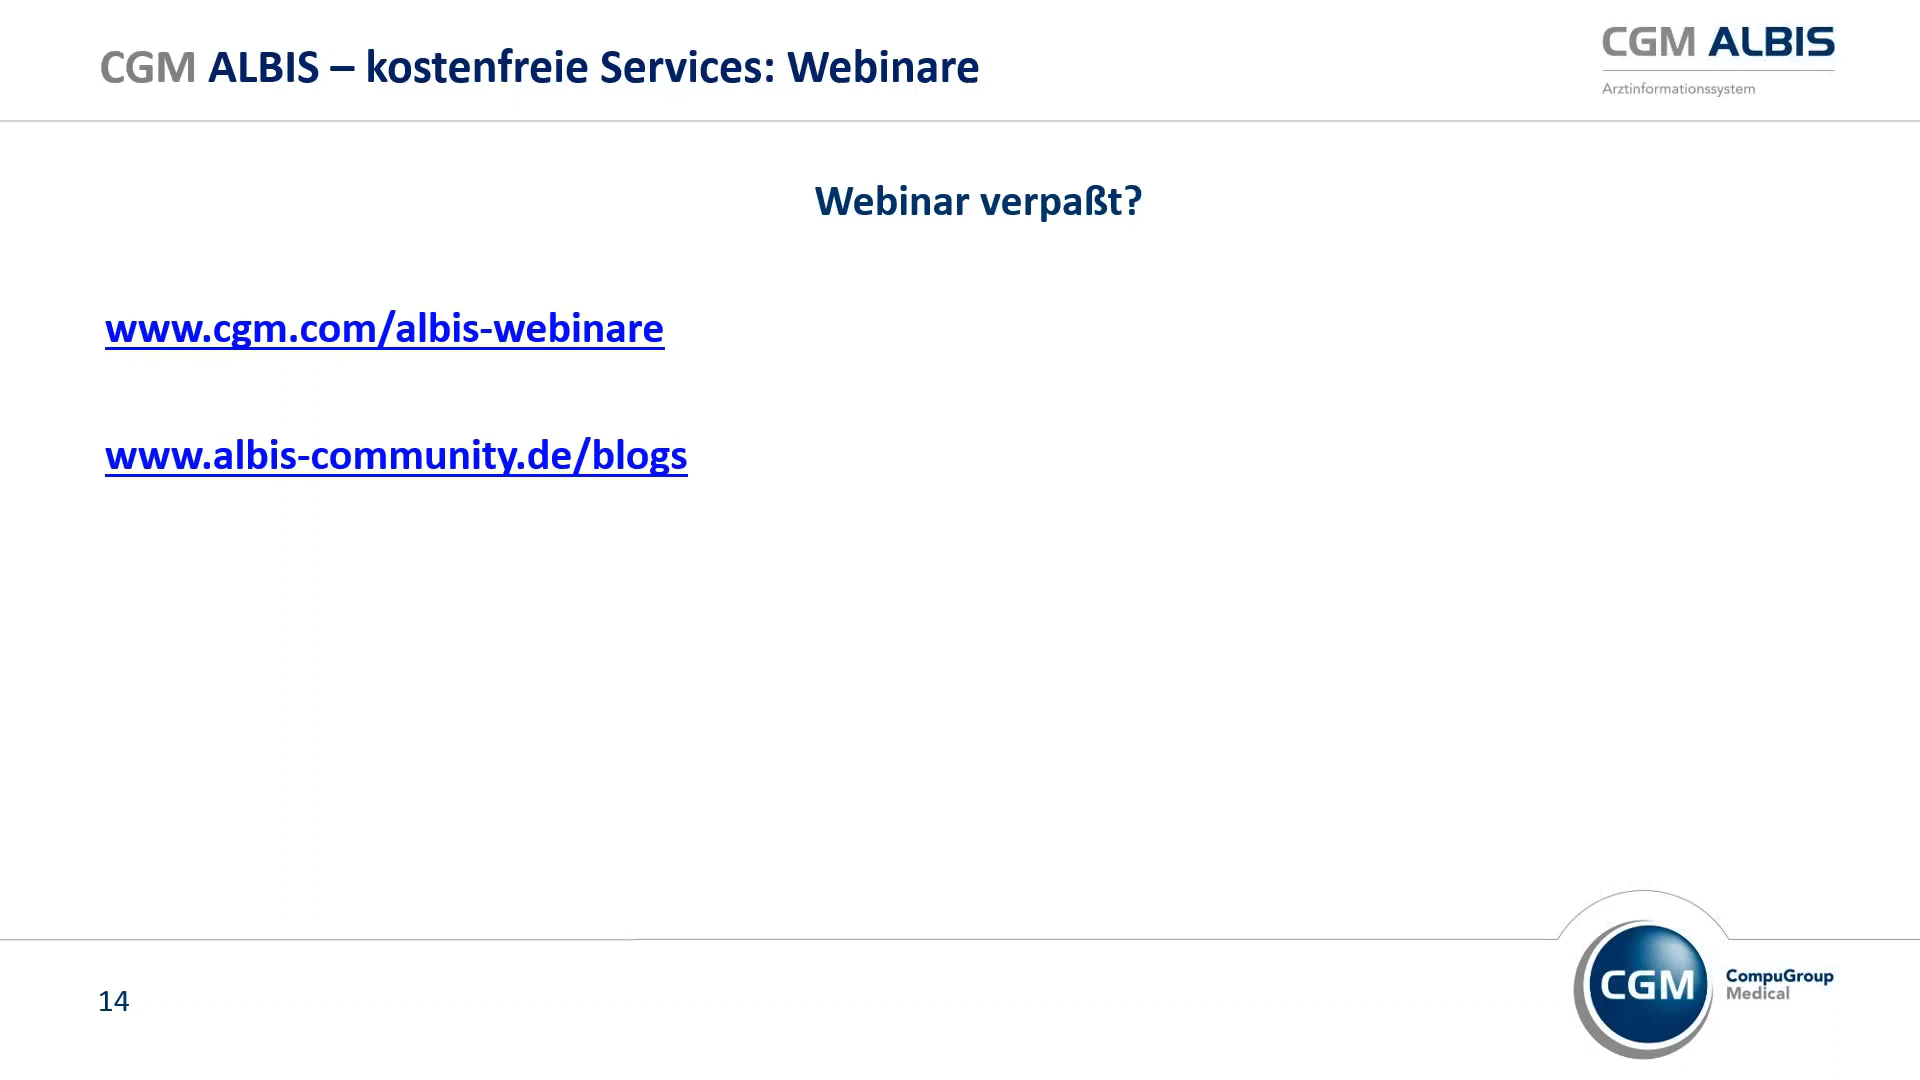 CGM ALBIS – kostenfreie Services: Webinare
CGM ALBIS
Arztinformationssystem
Webinar verpaßt?
www.cgm.com/albis-webinare
www.albis-community.de/blogs
14
CGM
CompuGroup
Medical